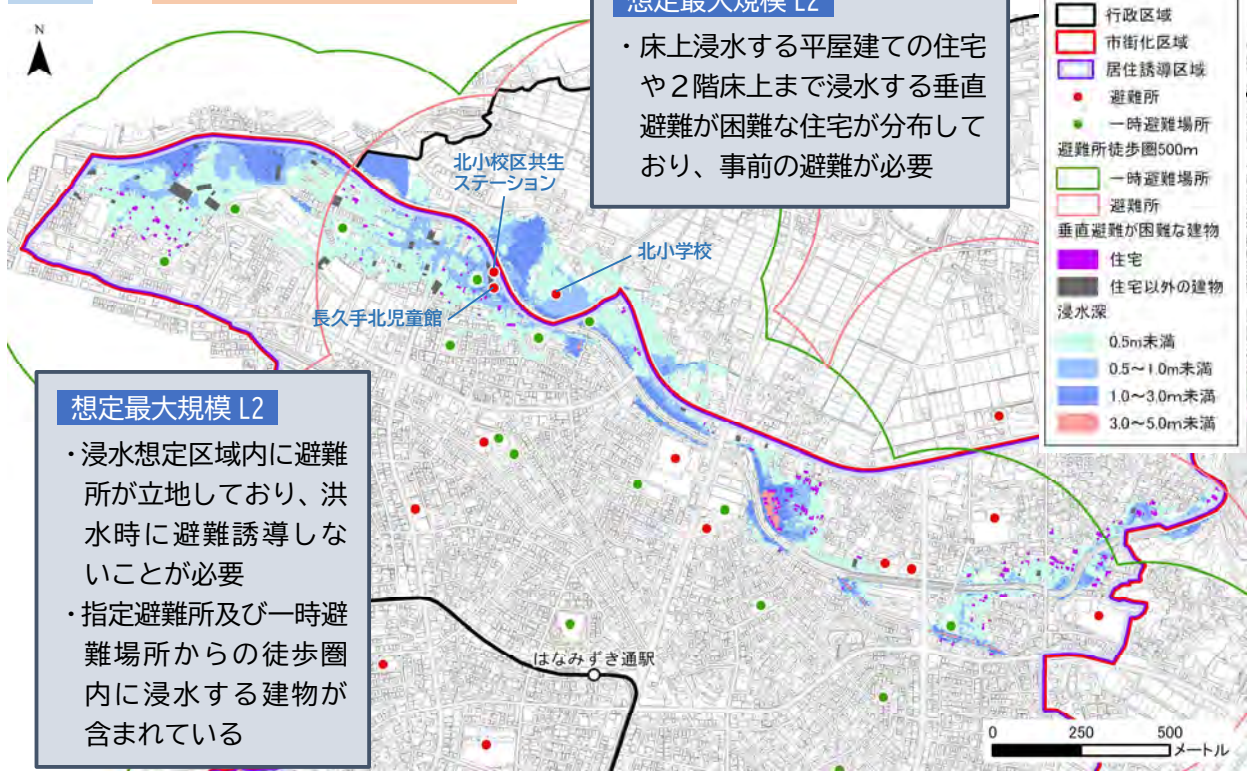 想定最大規模 L2
・床上浸水する平屋建ての住宅
や２階床上まで浸水する垂直
避難が困難な住宅が分布して
おり、事前の避難が必要
行政区域
市街化区域
居住誘導区域
避難所
一時避難場所
避難所徒歩圏500m
一時避難場所
避難所
垂直避難が困難な建物
住宅
住宅以外の建物
浸水深
0.5m未満
0.5～1.0m未満
1.0～3.0m未満
3.0～5.0m未満
N
北小校区共生
ステーション
北小学校
長久手北児童館
想定最大規模 L2
・浸水想定区域内に避難
所が立地しており、洪
水時に避難誘導しな
いことが必要
・指定避難所及び一時避
難場所からの徒歩圏
内に浸水する建物が
含まれている
はなみずき通駅
0 250 500
メートル